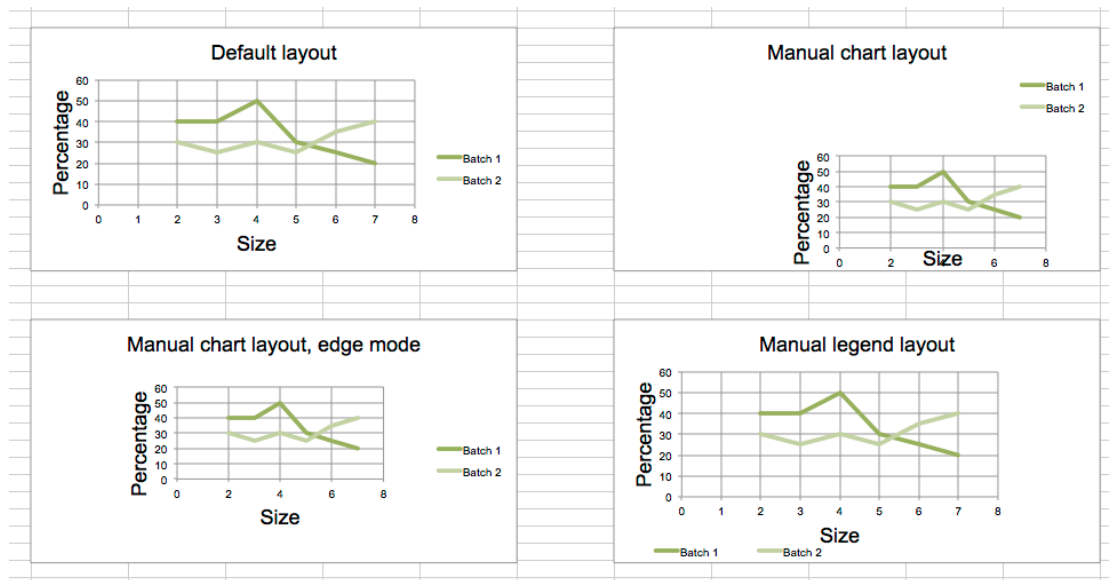 Default layout
60
50
40
30
20
10
0
Percentage
0 1 2 3 4 5 6 7 8
Size
Batch 1
Batch 2
Manual chart layout
Batch 1
Batch 2
60
50
40
30
20
10
0
Percentage
0 2 4 6 8
Size
Manual chart layout, edge mode
60
50
40
30
20
10
0
Percentage
0 2 4 6 8
Size
Batch 1
Batch 2
Manual legend layout
60
50
40
30
20
10
0
Percentage
0 1 2 3 4 5 6 7 8
Size
Batch 1 Batch 2